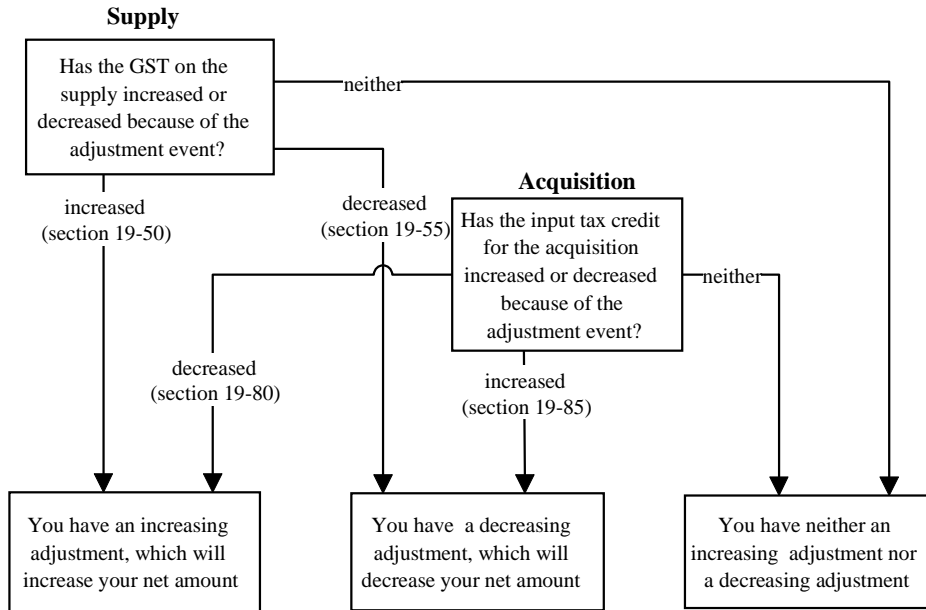 Supply
Has the GST on the
supply increased or
decreased because of the
adjustment event?
neither
increased
(section 19-50)
decreased
(section 19-55)
Acquisition
Has the input tax credit
for the acquisition
increased or decreased
because of the
adjustment event?
neither
decreased
(section 19-80)
increased
(section 19-85)
You have an increasing
adjustment, which will
increase your net amount
You have a decreasing
adjustment, which will
decrease your net amount
You have neither an
increasing adjustment nor
a decreasing adjustment